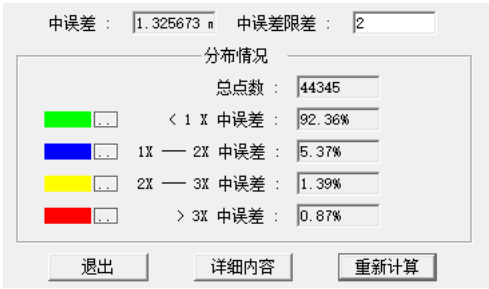 中误差： 1.325673 m 中误差限差： 2
分布情况
总点数： 44345
.. < 1 X 中误差： 92.36%
.. 1X — 2X 中误差： 5.37%
.. 2X — 3X 中误差： 1.39%
.. > 3X 中误差： 0.87%
退出 详细内容 重新计算